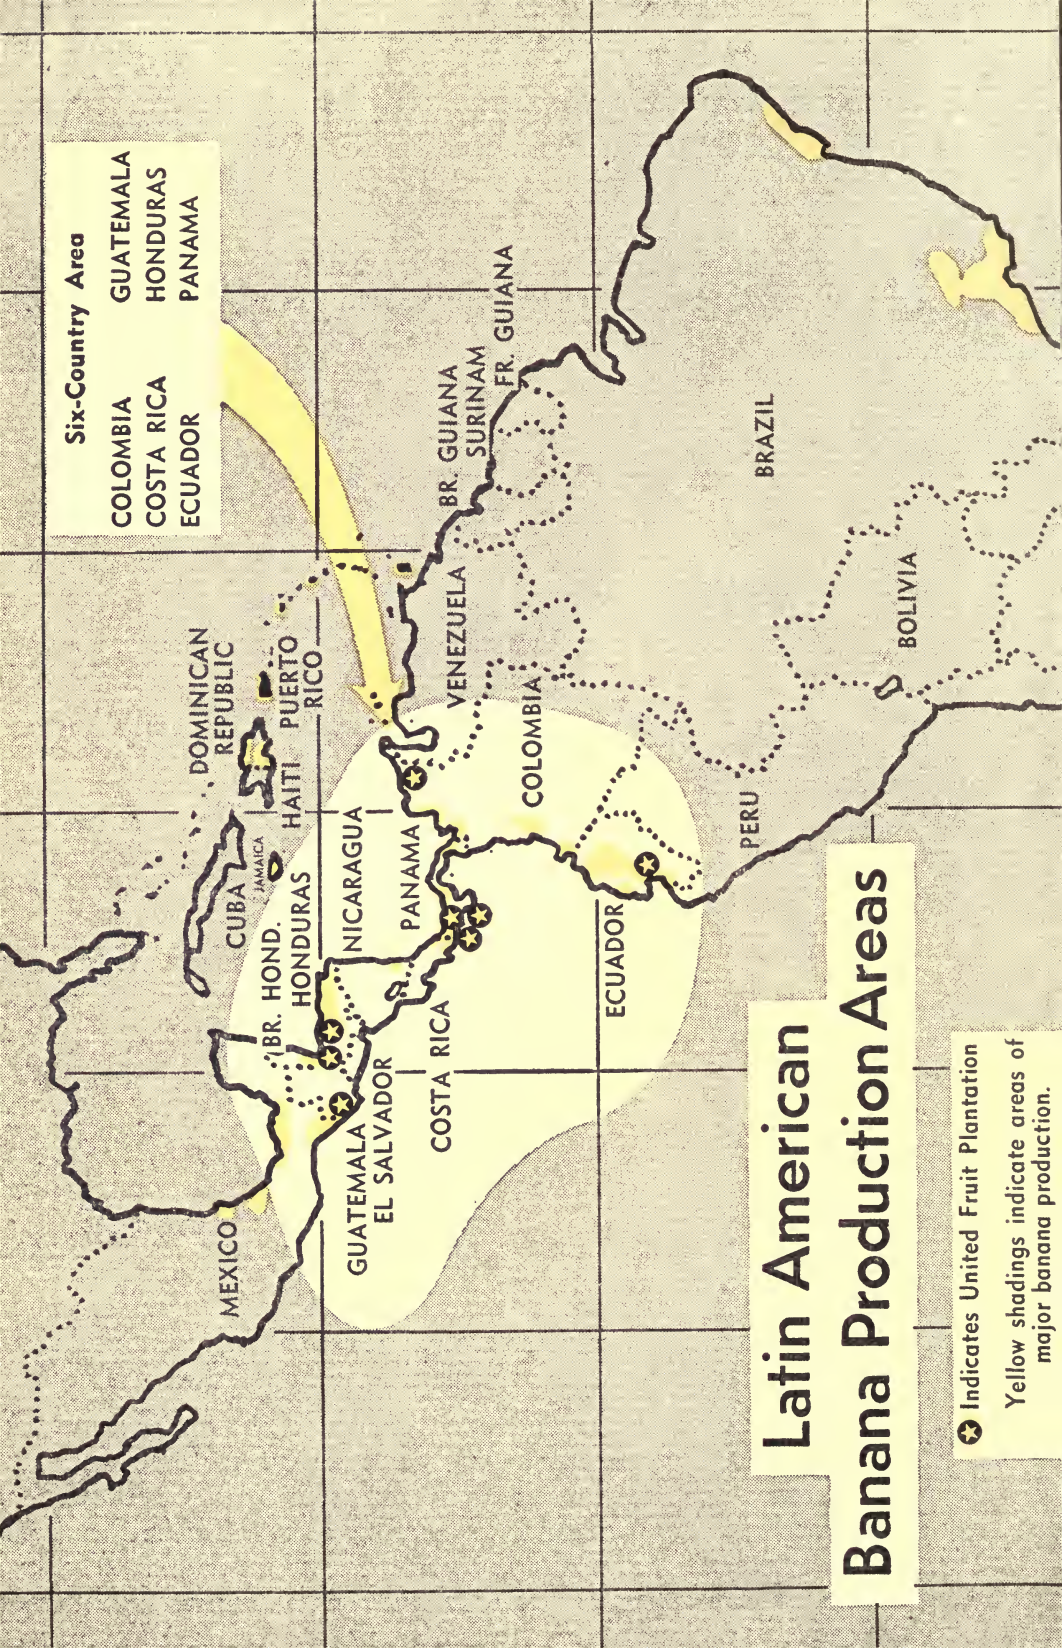 Six-Country Area
COLOMBIA GUATEMALA
COSTA RICA HONDURAS
ECUADOR PANAMA
MEXICO
CUBA
JAMAICA
DOMINICAN
REPUBLIC
HAITI
PUERTO
RICO
BR. HOND.
HONDURAS
NICARAGUA
GUATEMALA
EL SALVADOR
PANAMA
COSTA RICA
VENEZUELA
BR. GUIANA
SURINAM
FR. GUIANA
COLOMBIA
ECUADOR
PERU
BRAZIL
BOLIVIA
Latin American
Banana Production Areas
Indicates United Fruit Plantation
Yellow shadings indicate areas of
major banana production.